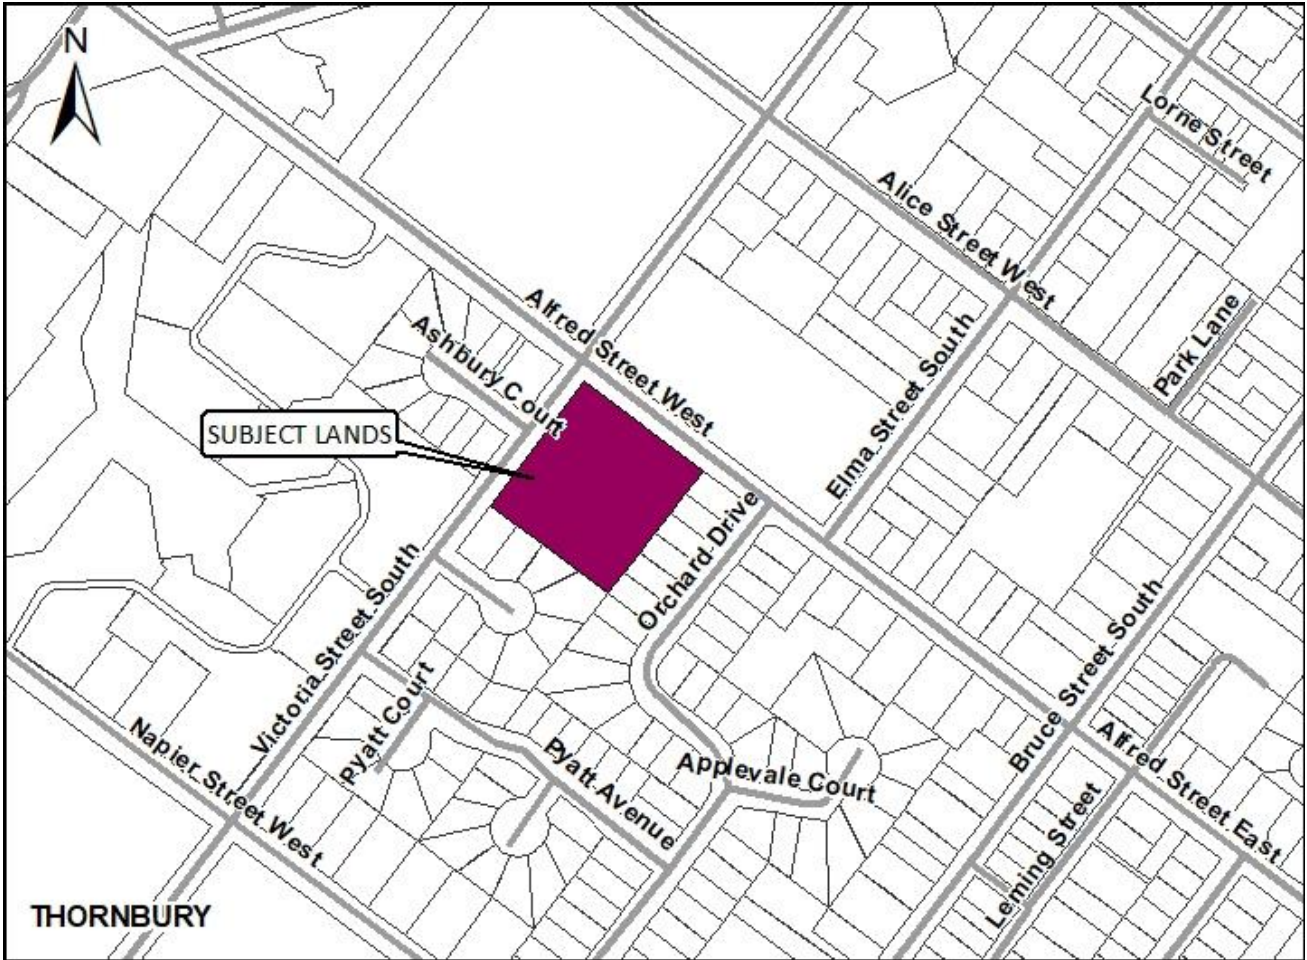 N
Lorne Street
Alice Street West
Park Lane
Alfred Street West
Ashbury Court
Elma Street South
SUBJECT LANDS
Orchard Drive
Victoria Street South
Pyatt Court
Napier Street West
Pyatt Avenue
Applevale Court
Bruce Street South
Alfred Street East
Leming Street
THORNBURY